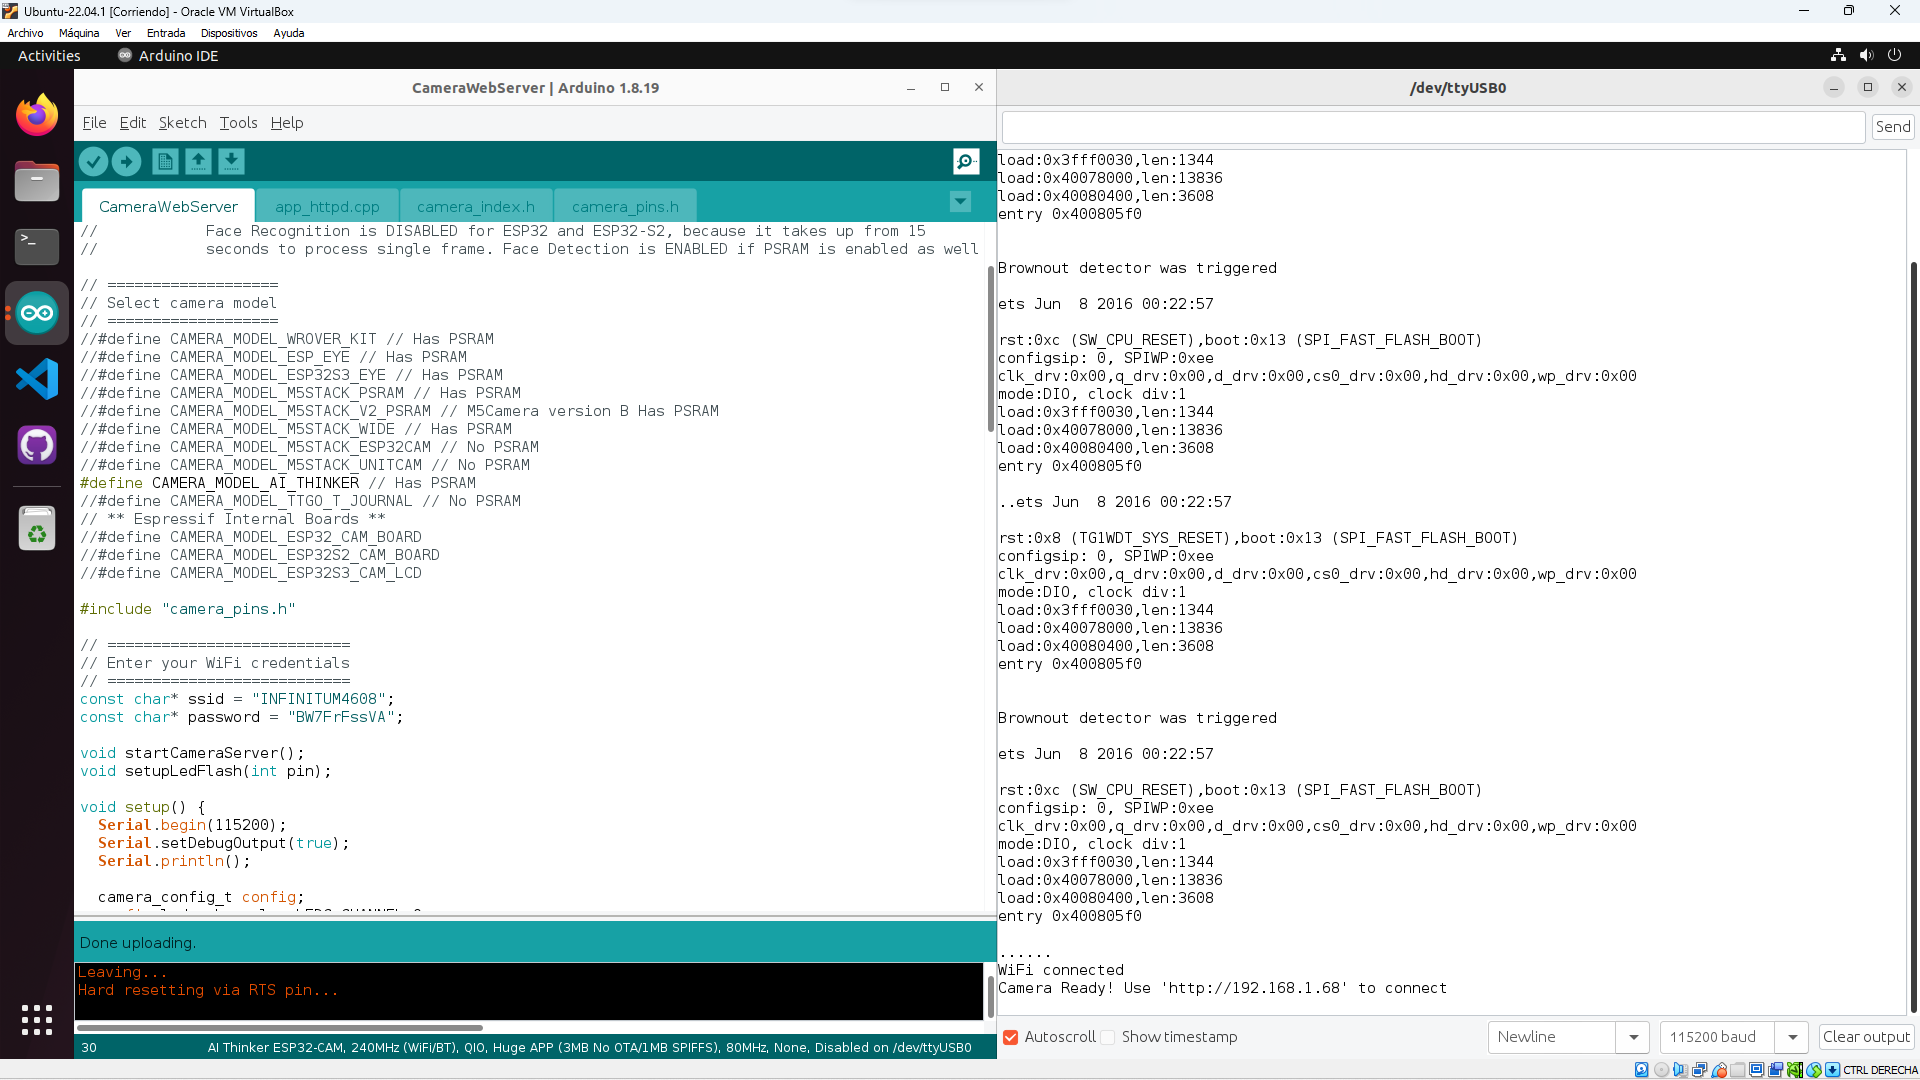 Ubuntu-22.04.1 [Corriendo] - Oracle VM VirtualBox
Archivo Máquina Ver Entrada Dispositivos Ayuda
Activities Arduino IDE
CameraWebServer | Arduino 1.8.19
File Edit Sketch Tools Help
CameraWebServer app_httpd.cpp camera_index.h camera_pins.h
//            Face Recognition is DISABLED for ESP32 and ESP32-S2, because it takes up from 15
//            seconds to process single frame. Face Detection is ENABLED if PSRAM is enabled as well
// ===================
// Select camera model
// ===================
//#define CAMERA_MODEL_WROVER_KIT // Has PSRAM
//#define CAMERA_MODEL_ESP_EYE // Has PSRAM
//#define CAMERA_MODEL_ESP32S3_EYE // Has PSRAM
//#define CAMERA_MODEL_M5STACK_PSRAM // Has PSRAM
//#define CAMERA_MODEL_M5STACK_V2_PSRAM // M5Camera version B Has PSRAM
//#define CAMERA_MODEL_M5STACK_WIDE // Has PSRAM
//#define CAMERA_MODEL_M5STACK_ESP32CAM // No PSRAM
//#define CAMERA_MODEL_M5STACK_UNITCAM // No PSRAM
#define CAMERA_MODEL_AI_THINKER // Has PSRAM
//#define CAMERA_MODEL_TTGO_T_JOURNAL // No PSRAM
// ** Espressif Internal Boards **
//#define CAMERA_MODEL_ESP32_CAM_BOARD
//#define CAMERA_MODEL_ESP32S2_CAM_BOARD
//#define CAMERA_MODEL_ESP32S3_CAM_LCD
#include "camera_pins.h"
// ===========================
// Enter your WiFi credentials
// ===========================
const char* ssid = "INFINITUM4608";
const char* password = "BW7FrFssVA";
void startCameraServer();
void setupLedFlash(int pin);
void setup() {
  Serial.begin(115200);
  Serial.setDebugOutput(true);
  Serial.println();
  camera_config_t config;
Done uploading.
Leaving...
Hard resetting via RTS pin...
30 AI Thinker ESP32-CAM, 240MHz (WiFi/BT), QIO, Huge APP (3MB No OTA/1MB SPIFFS), 80MHz, None, Disabled on /dev/ttyUSB0
/dev/ttyUSB0
Send
load:0x3fff0030,len:1344
load:0x40078000,len:13836
load:0x40080400,len:3608
entry 0x400805f0
Brownout detector was triggered
ets Jun  8 2016 00:22:57
rst:0xc (SW_CPU_RESET),boot:0x13 (SPI_FAST_FLASH_BOOT)
configsip: 0, SPIWP:0xee
clk_drv:0x00,q_drv:0x00,d_drv:0x00,cs0_drv:0x00,hd_drv:0x00,wp_drv:0x00
mode:DIO, clock div:1
load:0x3fff0030,len:1344
load:0x40078000,len:13836
load:0x40080400,len:3608
entry 0x400805f0
..ets Jun  8 2016 00:22:57
rst:0x8 (TG1WDT_SYS_RESET),boot:0x13 (SPI_FAST_FLASH_BOOT)
configsip: 0, SPIWP:0xee
clk_drv:0x00,q_drv:0x00,d_drv:0x00,cs0_drv:0x00,hd_drv:0x00,wp_drv:0x00
mode:DIO, clock div:1
load:0x3fff0030,len:1344
load:0x40078000,len:13836
load:0x40080400,len:3608
entry 0x400805f0
Brownout detector was triggered
ets Jun  8 2016 00:22:57
rst:0xc (SW_CPU_RESET),boot:0x13 (SPI_FAST_FLASH_BOOT)
configsip: 0, SPIWP:0xee
clk_drv:0x00,q_drv:0x00,d_drv:0x00,cs0_drv:0x00,hd_drv:0x00,wp_drv:0x00
mode:DIO, clock div:1
load:0x3fff0030,len:1344
load:0x40078000,len:13836
load:0x40080400,len:3608
entry 0x400805f0
......
WiFi connected
Camera Ready! Use 'http://192.168.1.68' to connect
Autoscroll Show timestamp Newline 115200 baud Clear output
CTRL DERECHA